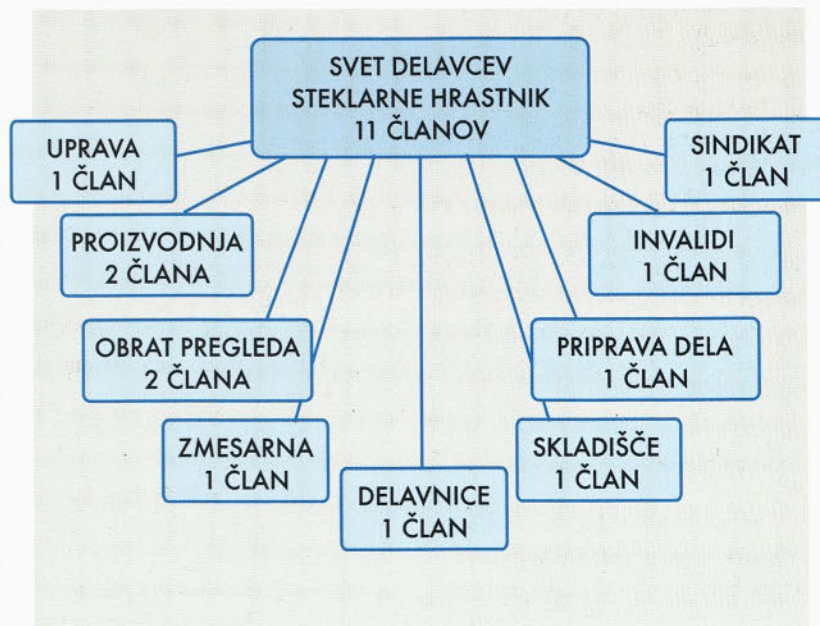 SVET DELAVCEV
STEKLARNE HRASTNIK
11 ČLANOV
UPRAVA
1 ČLAN
SINDIKAT
1 ČLAN
PROIZVODNJA
2 ČLANA
INVALIDI
1 ČLAN
OBRAT PREGLEDA
2 ČLANA
PRIPRAVA DELA
1 ČLAN
ZMESARNA
1 ČLAN
SKLADIŠČE
1 ČLAN
DELAVNICE
1 ČLAN